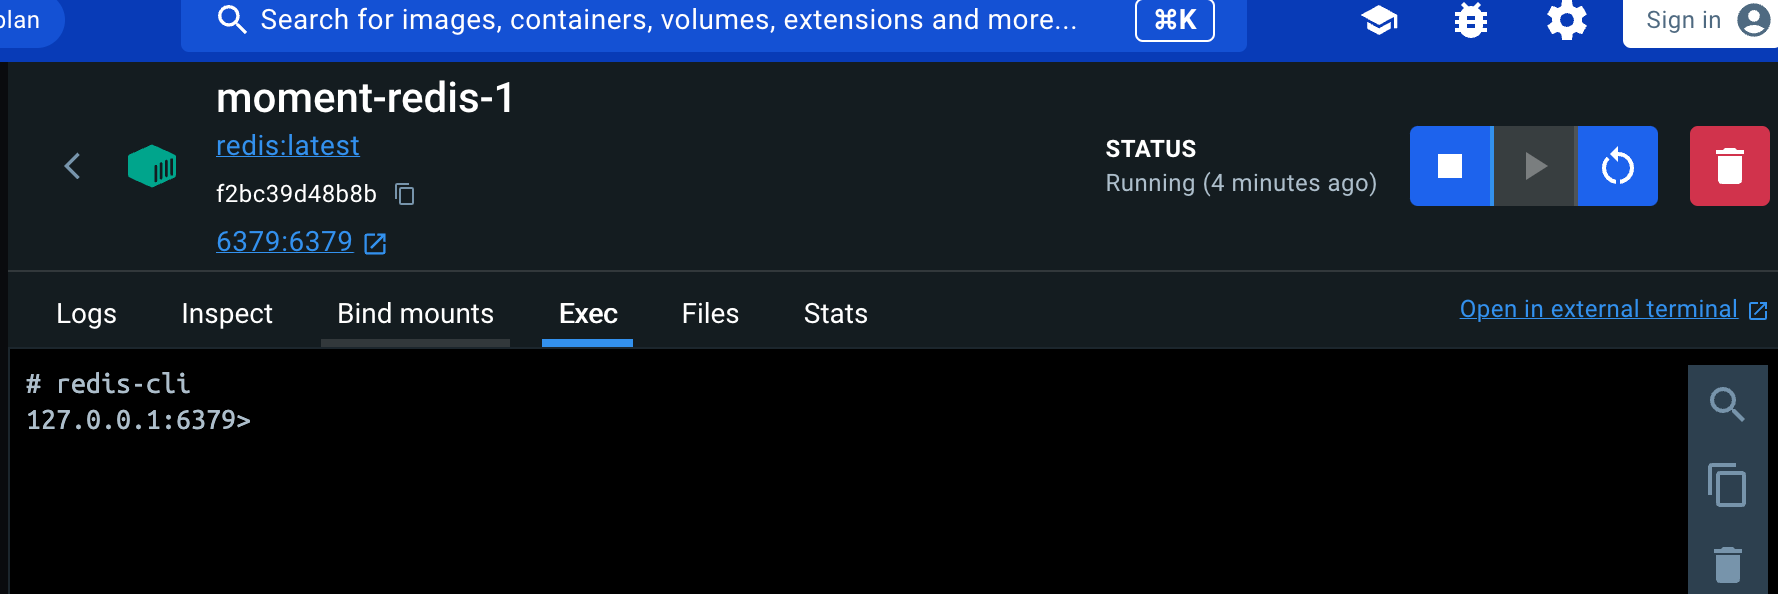 plan
Search for images, containers, volumes, extensions and more...
⌘K
Sign in
moment-redis-1
redis:latest
f2bc39d48b8b
6379:6379
STATUS
Running (4 minutes ago)
Logs Inspect Bind mounts Exec Files Stats
Open in external terminal
# redis-cli
127.0.0.1:6379>